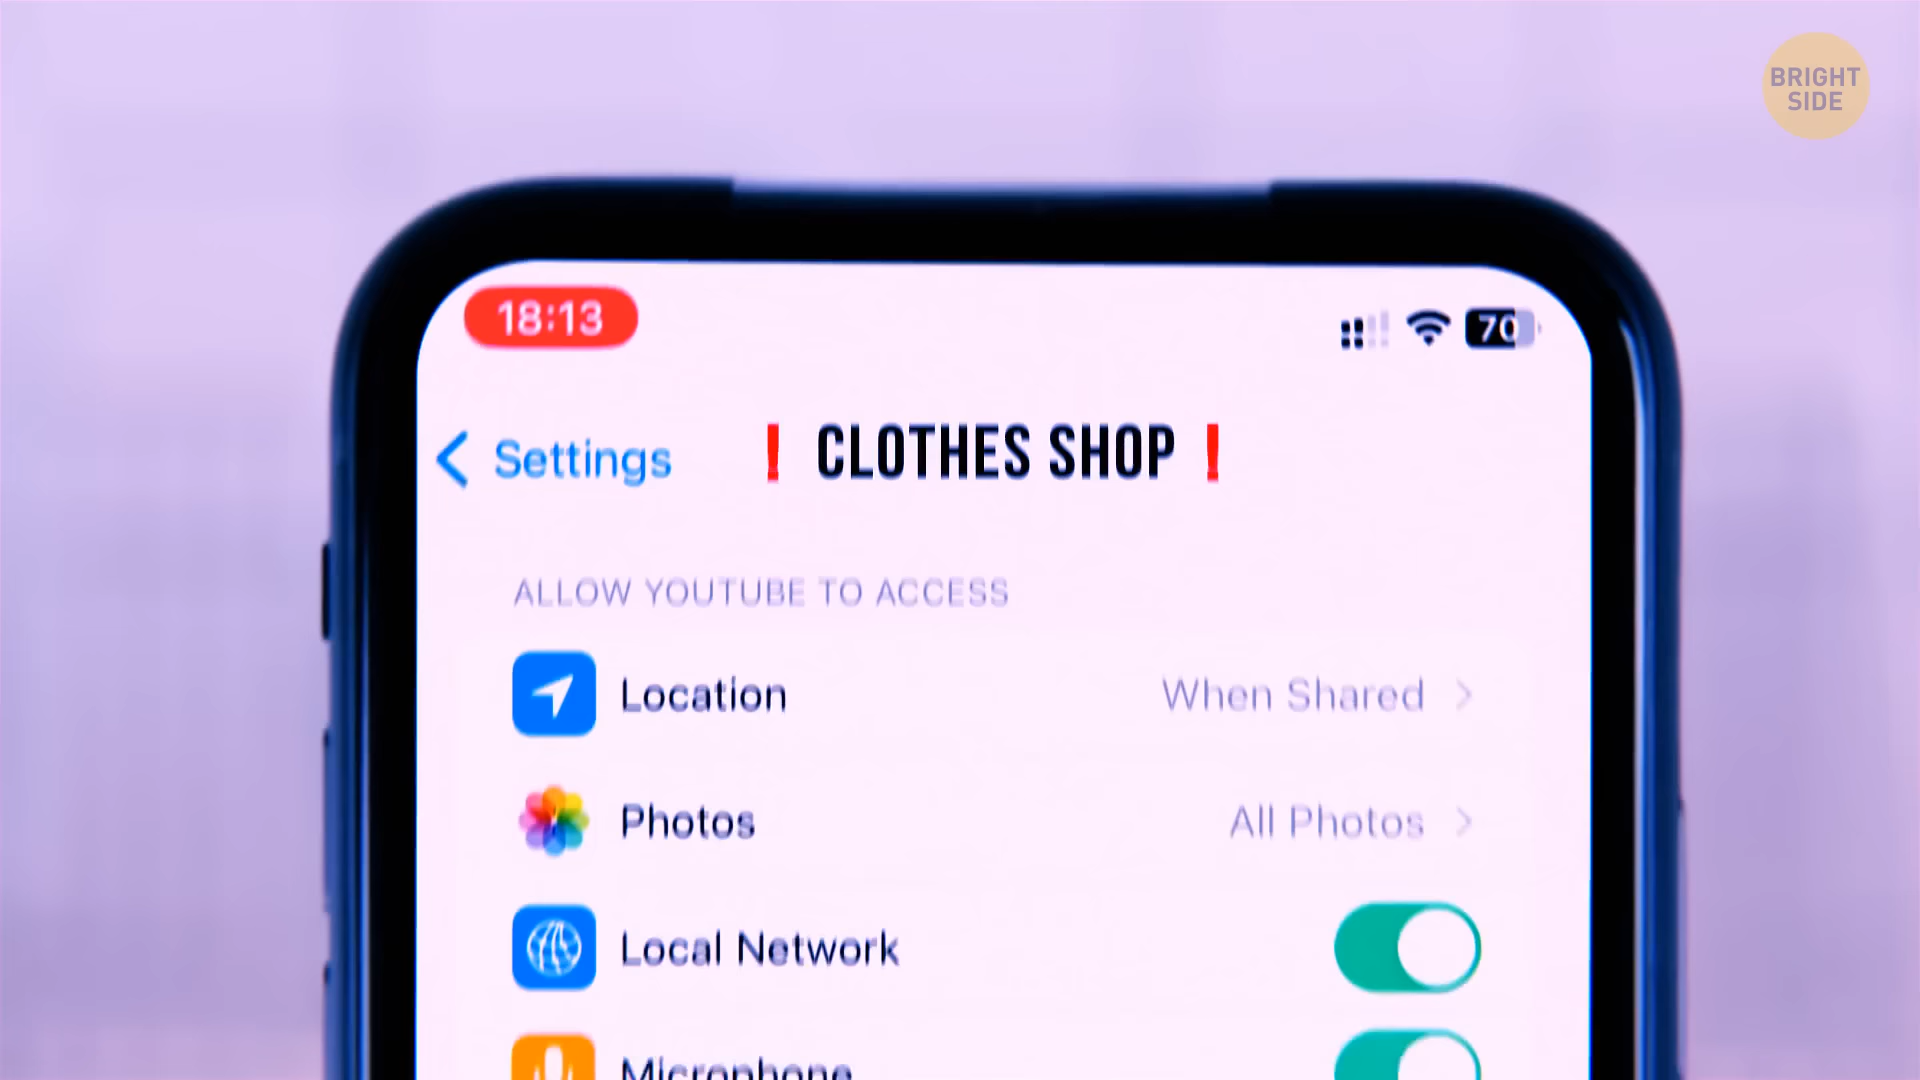 BRIGHT
SIDE
18:13
70
Settings
❗ CLOTHES SHOP ❗
ALLOW YOUTUBE TO ACCESS
Location When Shared
Photos All Photos
Local Network
Microphone